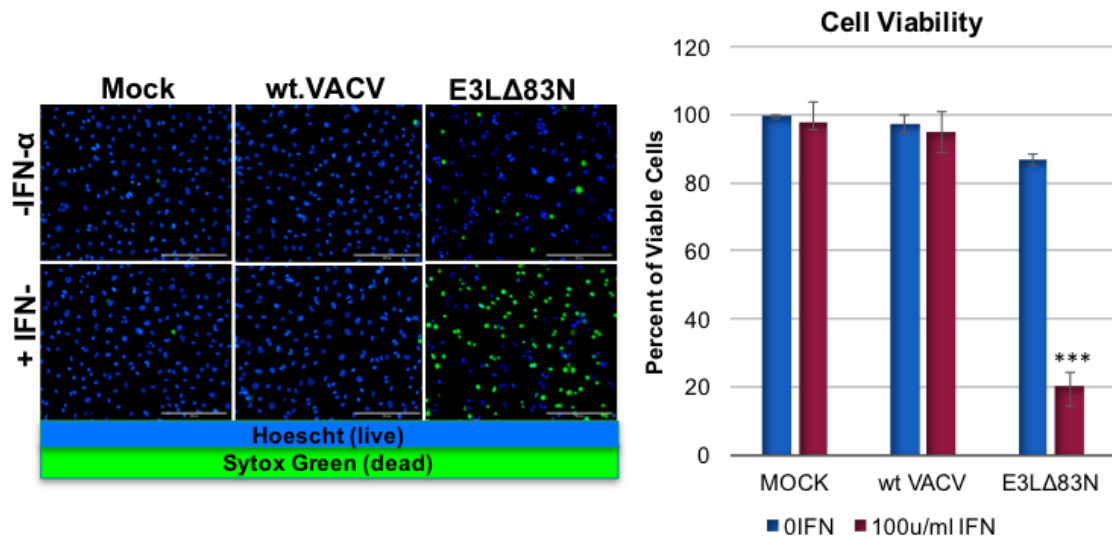 Mock wt.VACV E3LΔ83N
-IFN-α
+ IFN-
Hoescht (live)
Sytox Green (dead)
Cell Viability
Percent of Viable Cells
120
100
80
60
40
20
0
***
MOCK wt VACV E3LΔ83N
0IFN 100u/ml IFN